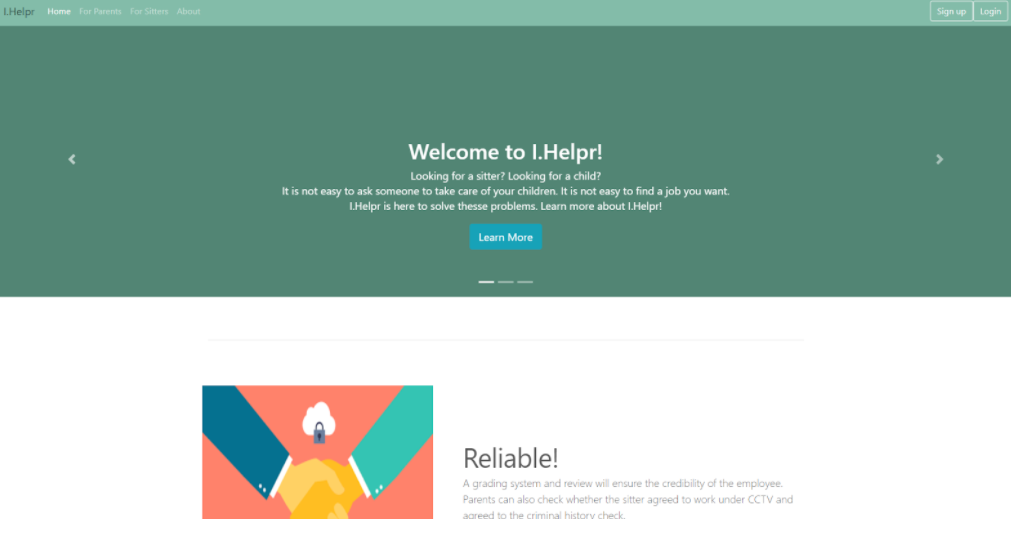 I.Helpr Home For Parents For Sitters About Sign up Login
Welcome to I.Helpr!
Looking for a sitter? Looking for a child?
It is not easy to ask someone to take care of your children. It is not easy to find a job you want.
I.Helpr is here to solve thesse problems. Learn more about I.Helpr!
Learn More
Reliable!
A grading system and review will ensure the credibility of the employee.
Parents can also check whether the sitter agreed to work under CCTV and
agreed to the criminal history check.